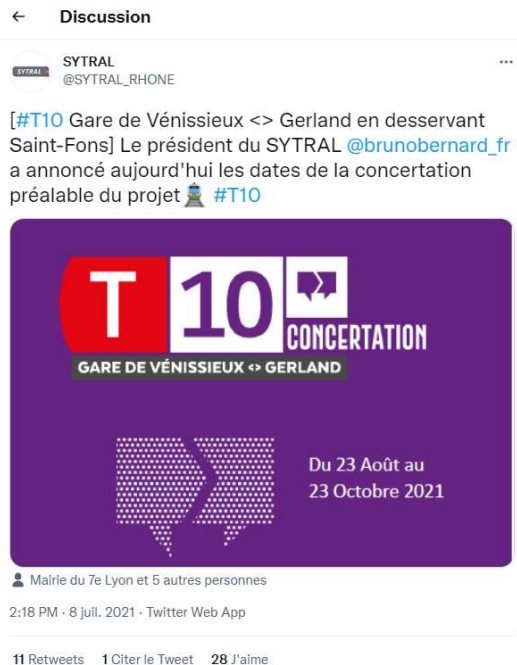 Discussion
SYTRAL
SYTRAL
@SYTRAL_RHONE
[#T10 Gare de Vénissieux <> Gerland en desservant
Saint-Fons] Le président du SYTRAL @brunobernard_fr
a annoncé aujourd'hui les dates de la concertation
préalable du projet #T10
T 10
CONCERTATION
GARE DE VÉNISSIEUX <> GERLAND
Du 23 Août au
23 Octobre 2021
Mairie du 7e Lyon et 5 autres personnes
2:18 PM · 8 juil. 2021 · Twitter Web App
11 Retweets 1 Citer le Tweet 28 J'aime